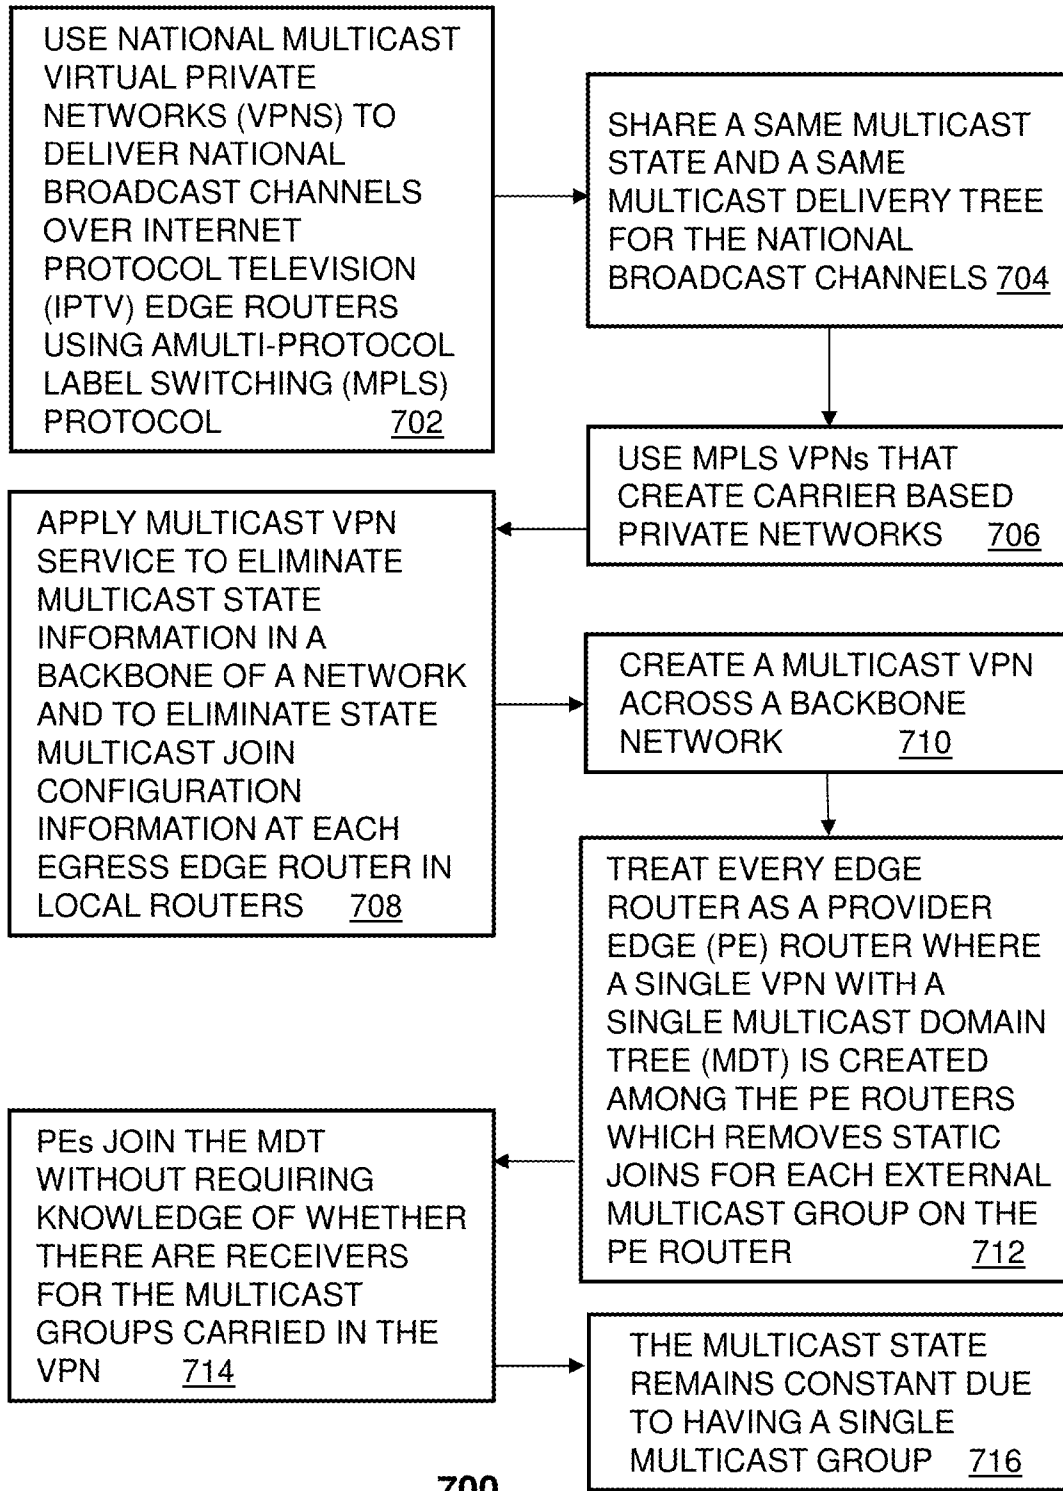 USE NATIONAL MULTICAST
VIRTUAL PRIVATE
NETWORKS (VPNS) TO
DELIVER NATIONAL
BROADCAST CHANNELS
OVER INTERNET
PROTOCOL TELEVISION
(IPTV) EDGE ROUTERS
USING AMULTI-PROTOCOL
LABEL SWITCHING (MPLS)
PROTOCOL 702
SHARE A SAME MULTICAST
STATE AND A SAME
MULTICAST DELIVERY TREE
FOR THE NATIONAL
BROADCAST CHANNELS 704
USE MPLS VPNs THAT
CREATE CARRIER BASED
PRIVATE NETWORKS 706
APPLY MULTICAST VPN
SERVICE TO ELIMINATE
MULTICAST STATE
INFORMATION IN A
BACKBONE OF A NETWORK
AND TO ELIMINATE STATE
MULTICAST JOIN
CONFIGURATION
INFORMATION AT EACH
EGRESS EDGE ROUTER IN
LOCAL ROUTERS 708
CREATE A MULTICAST VPN
ACROSS A BACKBONE
NETWORK 710
TREAT EVERY EDGE
ROUTER AS A PROVIDER
EDGE (PE) ROUTER WHERE
A SINGLE VPN WITH A
SINGLE MULTICAST DOMAIN
TREE (MDT) IS CREATED
AMONG THE PE ROUTERS
WHICH REMOVES STATIC
JOINS FOR EACH EXTERNAL
MULTICAST GROUP ON THE
PE ROUTER 712
PEs JOIN THE MDT
WITHOUT REQUIRING
KNOWLEDGE OF WHETHER
THERE ARE RECEIVERS
FOR THE MULTICAST
GROUPS CARRIED IN THE
VPN 714
THE MULTICAST STATE
REMAINS CONSTANT DUE
TO HAVING A SINGLE
MULTICAST GROUP 716
700